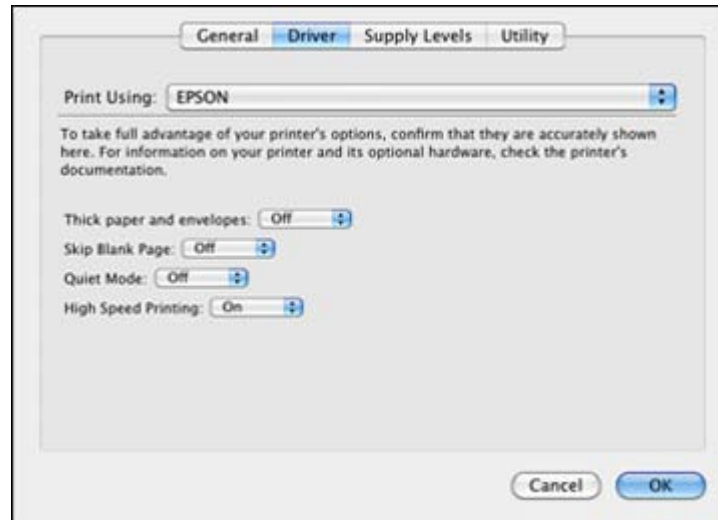 General Driver Supply Levels Utility
Print Using: EPSON
To take full advantage of your printer's options, confirm that they are accurately shown
here. For information on your printer and its optional hardware, check the printer's
documentation.
Thick paper and envelopes: Off
Skip Blank Page: Off
Quiet Mode: Off
High Speed Printing: On
Cancel OK